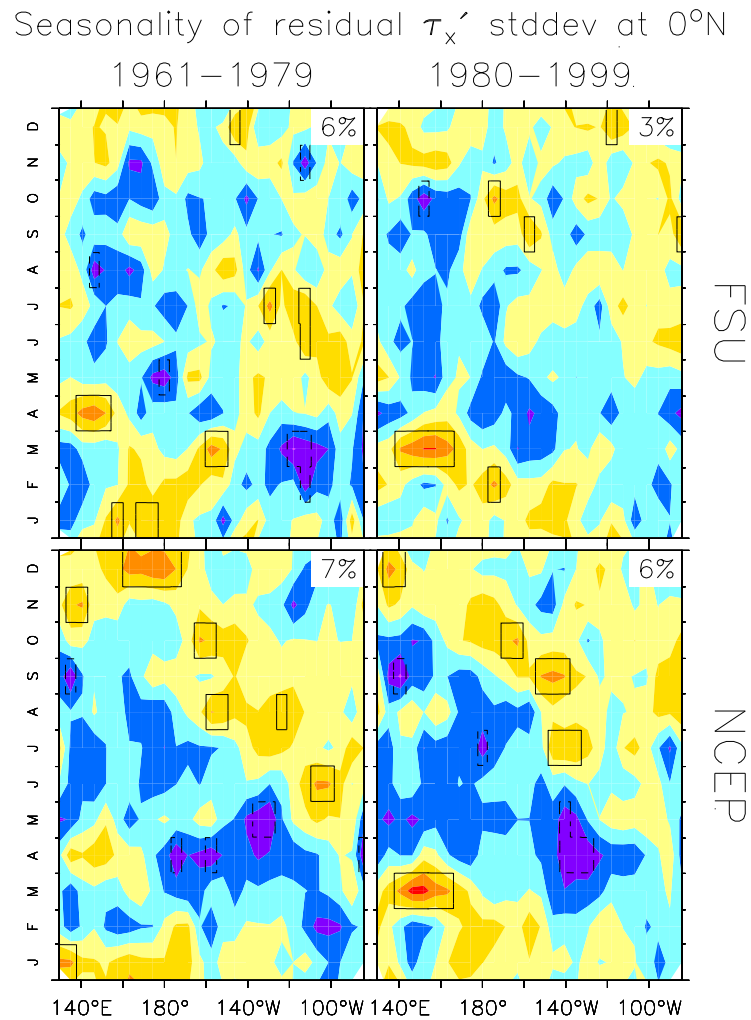 Seasonality of residual τx′ stddev at 0°N
1961−1979 1980−1999
6% 3%
D
N
O
S
A
J
J
M
A
M
F
J
FSU
7% 6%
D
N
O
S
A
J
J
M
A
M
F
J
NCEP
140°E 180° 140°W 100°W 140°E 180° 140°W 100°W